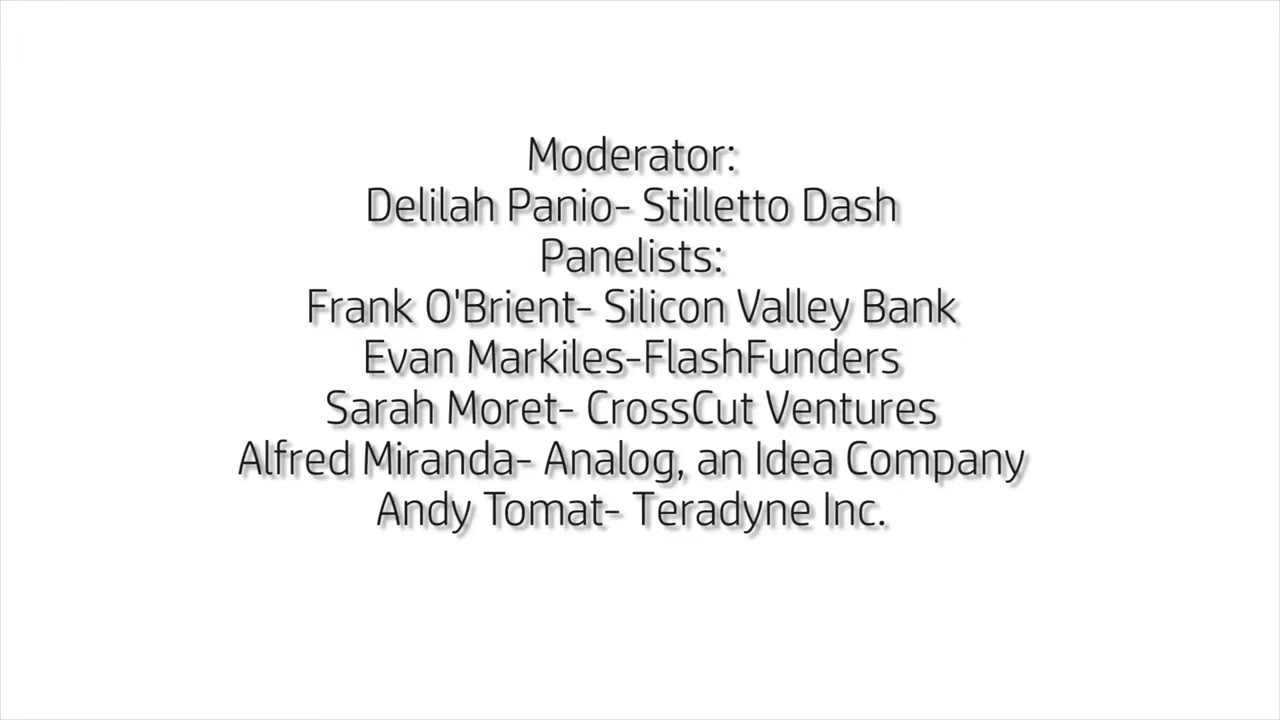 Moderator:
Delilah Panio- Stilletto Dash
Panelists:
Frank O'Brient- Silicon Valley Bank
Evan Markiles-FlashFunders
Sarah Moret- CrossCut Ventures
Alfred Miranda- Analog, an Idea Company
Andy Tomat- Teradyne Inc.